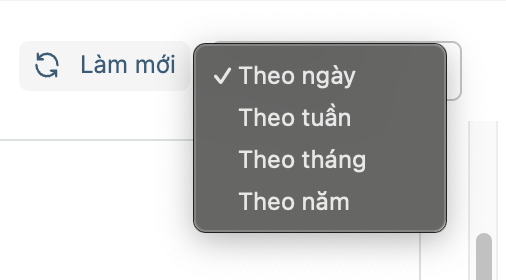 Làm mới
Theo ngày
Theo tuần
Theo tháng
Theo năm